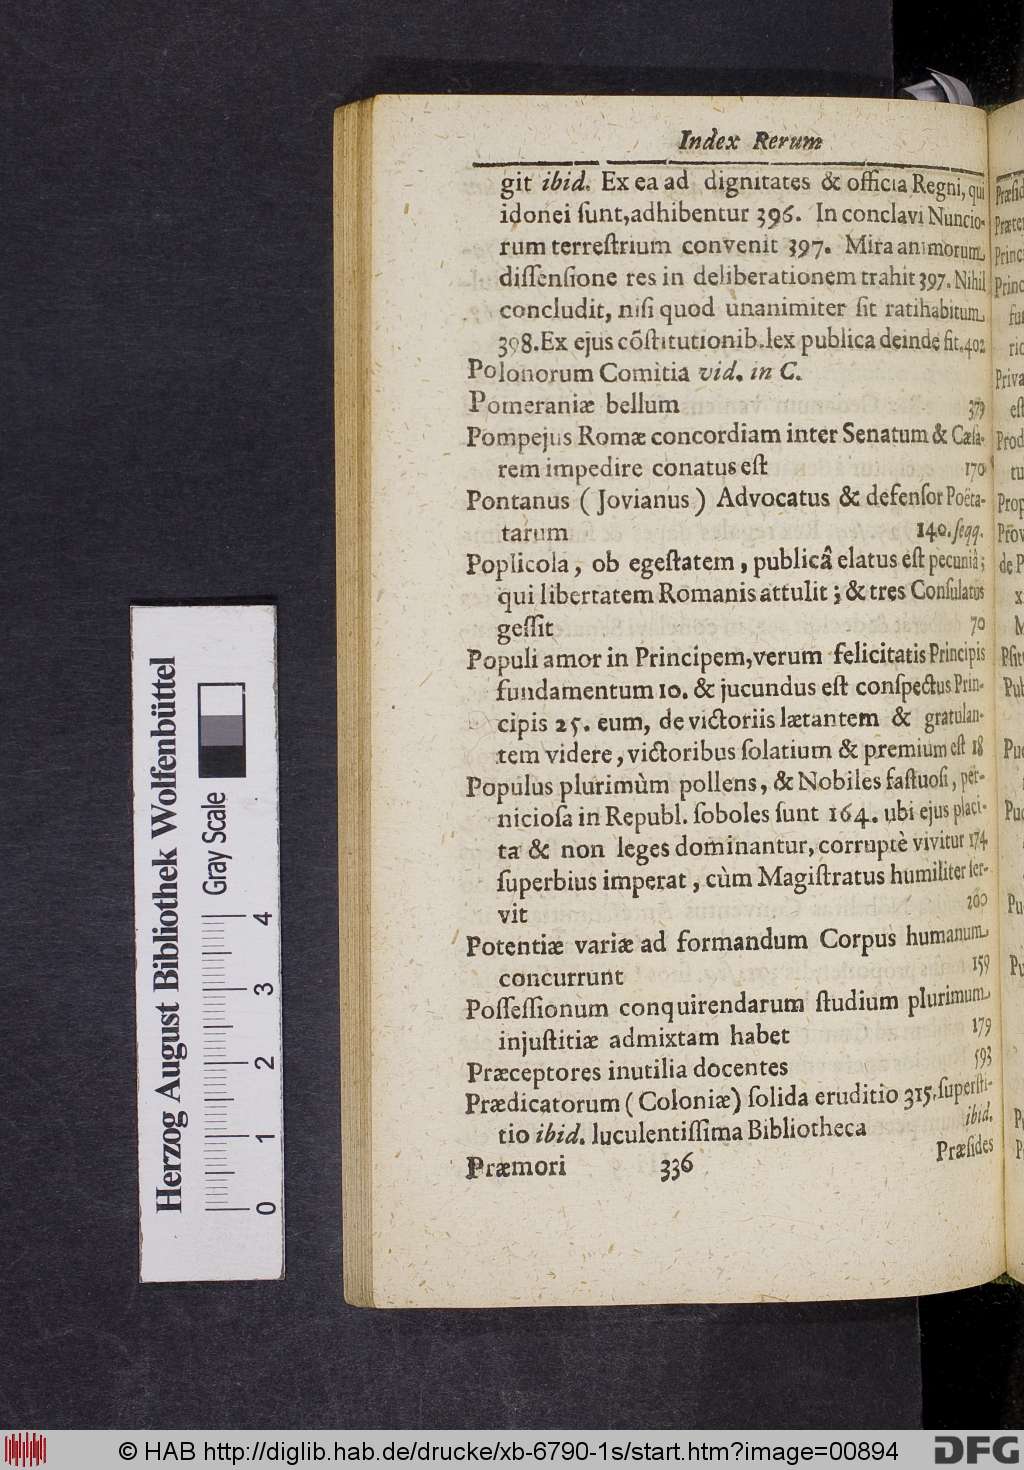 Index Rerum
git ibid. Ex ea ad dignitates & officia Regni, qui
idonei ſunt,adhibentur 396. In conclavi Nuncio-
rum terreſtrium convenit 397. Mira animorum
diſſenſione res in deliberationem trahit 397. Nihil
concludit, niſi quod unanimiter ſit ratihabitum
398.Ex ejus cõſtitutionib.lex publica deinde fit.402
Polonorum Comitia vid. in C.
Pomeraniæ bellum 379
Pompejus Romæ concordiam inter Senatum & Cæſa-
rem impedire conatus eſt 170
Pontanus ( Jovianus ) Advocatus & defenſor Poëta-
tarum 140. ſeqq.
Poplicola, ob egeſtatem, publicâ elatus eſt pecuniâ;
qui libertatem Romanis attulit ; & tres Conſulatus
geſſit 70
Populi amor in Principem,verum felicitatis Principis
fundamentum 10. & jucundus eſt conſpectus Prin-
cipis 25. eum, de victoriis lætantem & gratulan-
tem videre, victoribus ſolatium & premium eſt 18
Populus plurimùm pollens, & Nobiles faſtuoſi, per-
nicioſa in Republ. ſoboles ſunt 164. ubi ejus placi-
ta & non leges dominantur, corruptè vivitur 174
ſuperbius imperat, cùm Magiſtratus humiliter ſer-
vit 260
Potentiæ variæ ad formandum Corpus humanum
concurrunt 159
Poſſeſſionum conquirendarum ſtudium plurimum
injuſtitiæ admixtam habet 179
Præceptores inutilia docentes 593
Prædicatorum ( Coloniæ) ſolida eruditio 315. ſuperſti-
tio ibid. luculentiſſima Bibliotheca ibid.
Præmori 336
Præſides
Herzog August Bibliothek Wolfenbüttel
Gray Scale
0 1 2 3 4
© HAB http://diglib.hab.de/drucke/xb-6790-1s/start.htm?image=00894
DFG